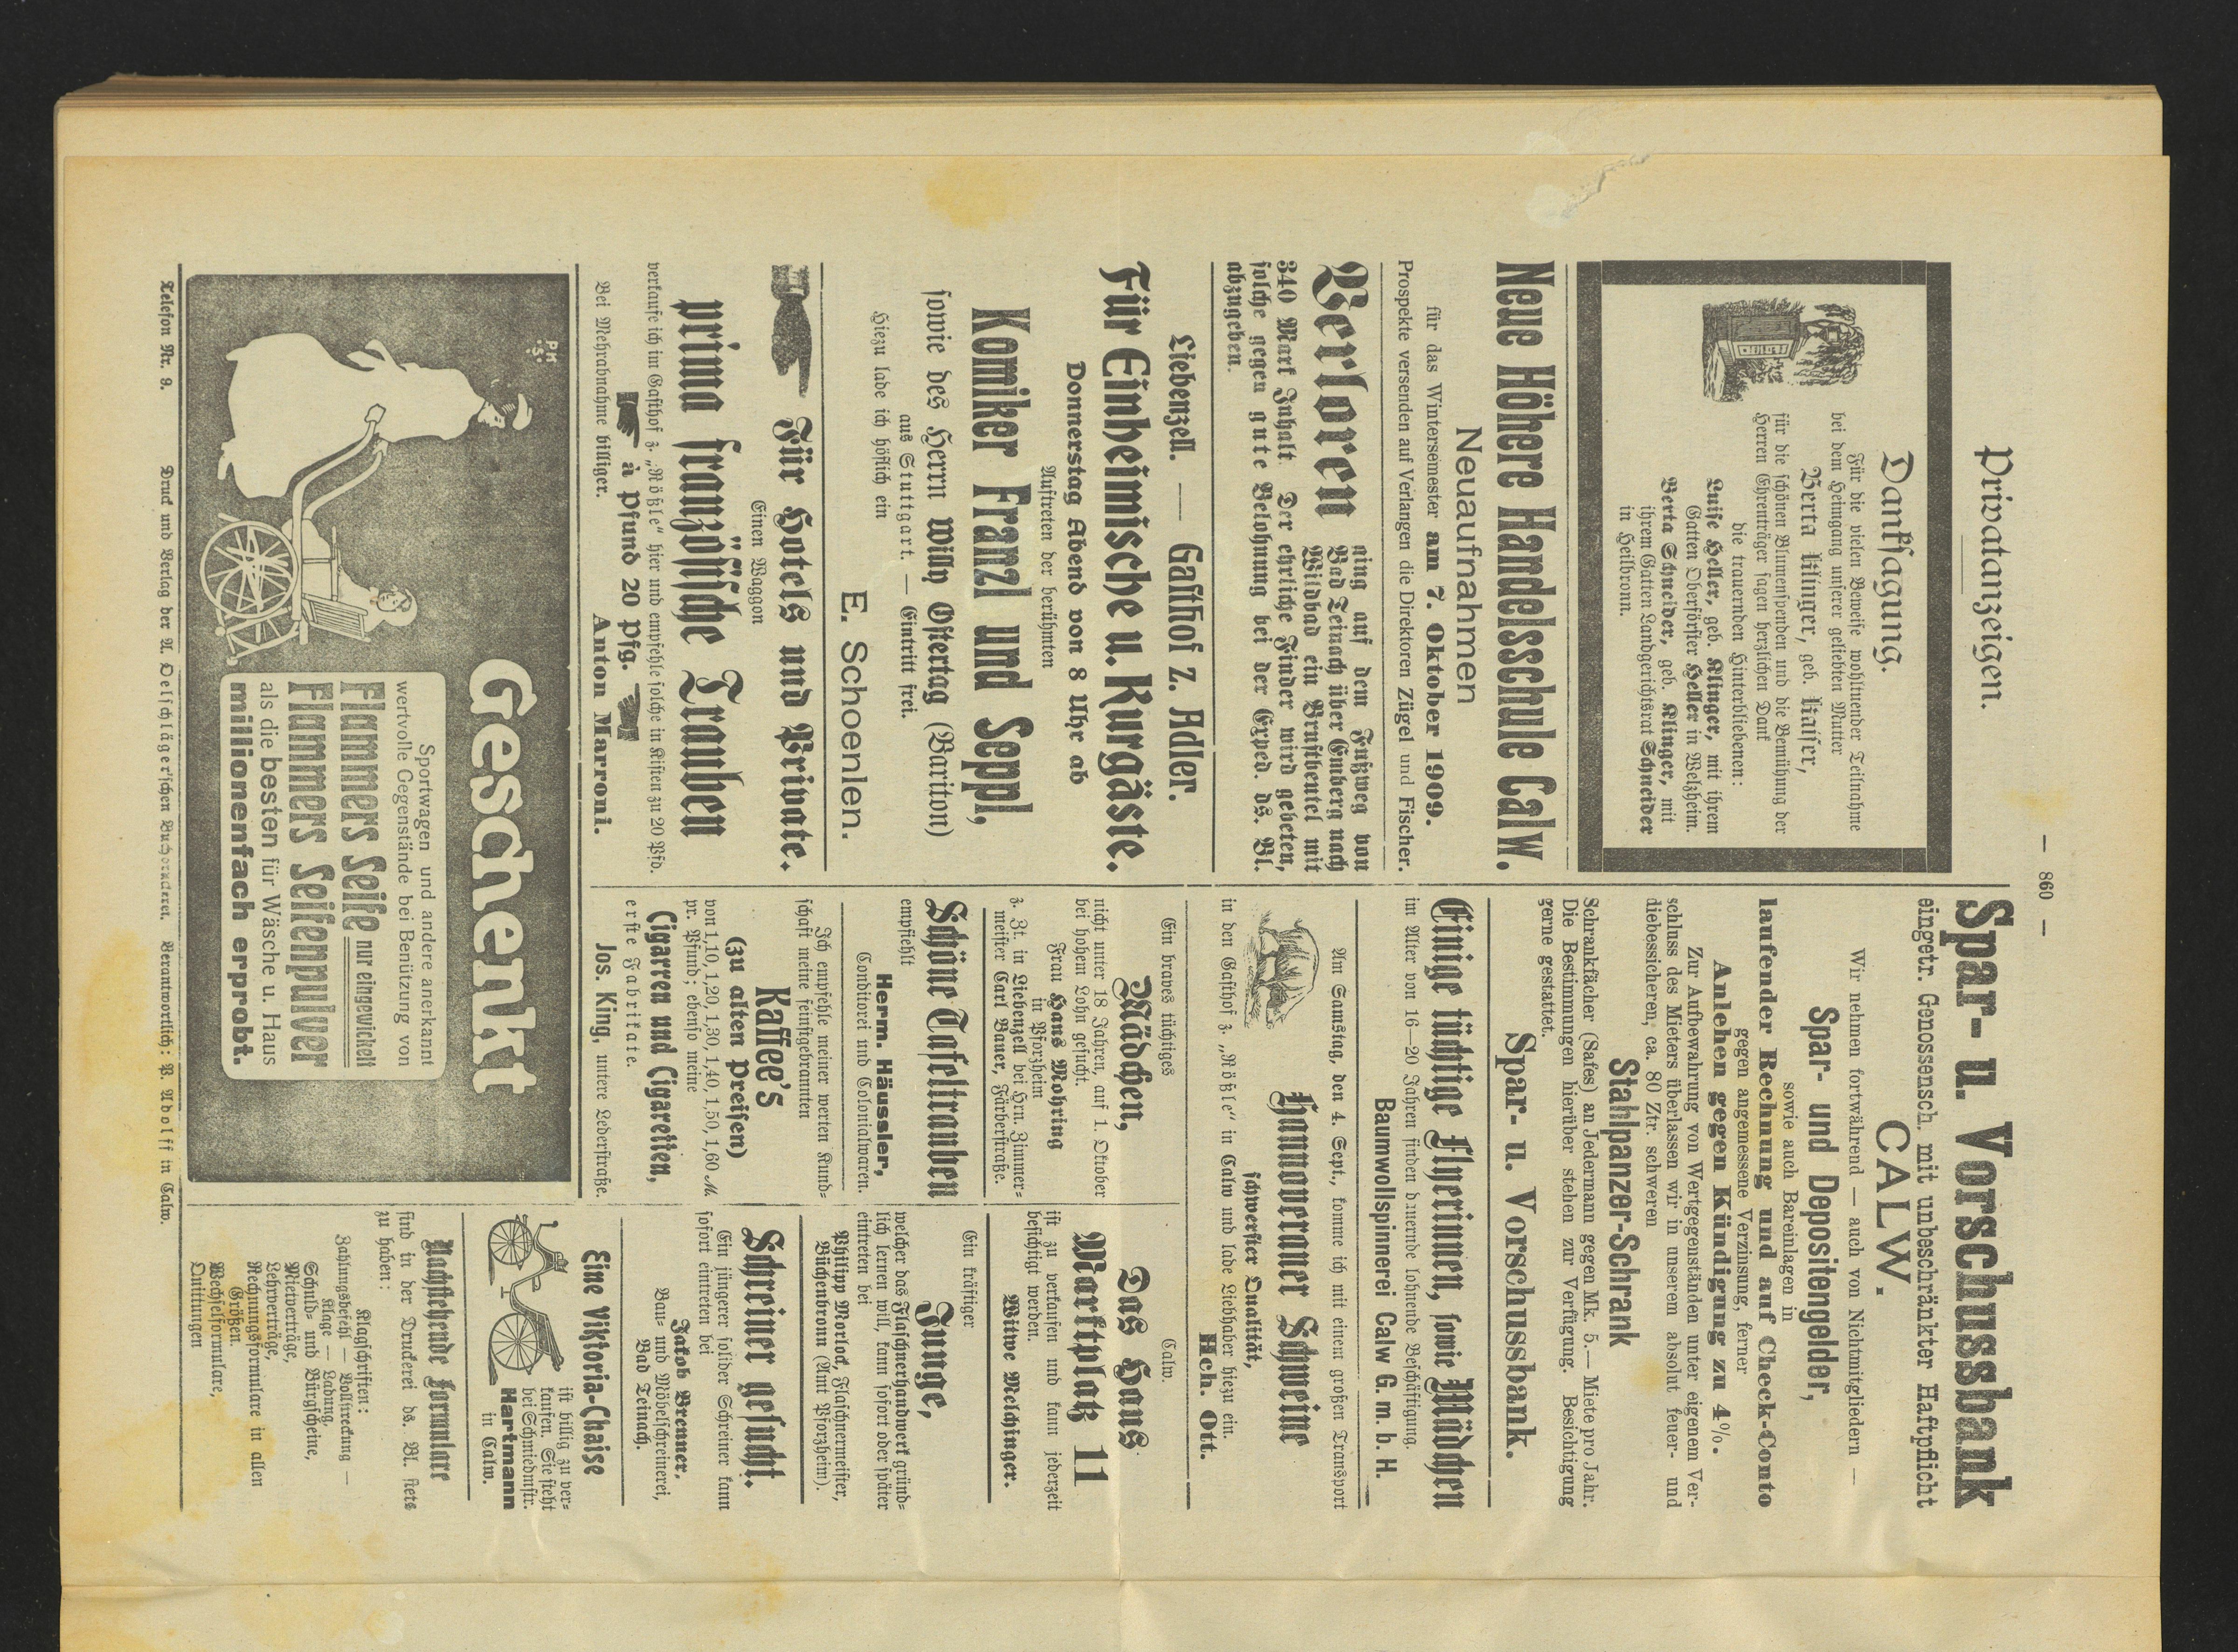 — 860 —
Privatanzeigen.
Danksagung.
Für die vielen Beweise wohltuender Teilnahme
bei dem Heimgang unserer geliebten Mutter
Berta Klinger, geb. Kaiser,
für die schönen Blumenspenden und die Bemühung der
Herren Ehrenträger sagen herzlichen Dank
die trauernden Hinterbliebenen:
Luise Heller, geb. Klinger, mit ihrem
Gatten Oberförster Heller in Welzheim.
Berta Schneider, geb. Klinger, mit
ihrem Gatten Landgerichtsrat Schneider
in Heilbronn.
Neue Höhere Handelsschule Calw.
Neuaufnahmen
für das Wintersemester am 7. Oktober 1909.
Prospekte versenden auf Verlangen die Direktoren Zügel und Fischer.
Verloren
ging auf dem Fußweg von
Bad Teinach über Emberg nach
Wildbad ein Brustbeutel mit
340 Mark Inhalt. Der ehrliche Finder wird gebeten,
solche gegen gute Belohnung bei der Exped. ds. Bl.
abzugeben.
Liebenzell. — Gasthof z. Adler.
Für Einheimische u. Kurgäste.
Donnerstag Abend von 8 Uhr ab
Auftreten der berühmten
Komiker Franzl und Seppl,
sowie des Herrn Willy Ostertag (Bariton)
aus Stuttgart. — Eintritt frei.
Hiezu lade ich höflich ein
E. Schoenlen.
Für Hotels und Private.
Einen Waggon
prima französische Trauben
verkaufe ich im Gasthof z. „Rößle“ hier und empfehle solche in Kisten zu 20 Pfd.
à Pfund 20 Pfg.
Bei Mehrabnahme billiger. Anton Marroni.
Spar- u. Vorschussbank
eingetr. Genossensch. mit unbeschränkter Haftpflicht
CALW.
Wir nehmen fortwährend — auch von Nichtmitgliedern —
Spar- und Depositengelder,
sowie auch Bareinlagen in
laufender Rechnung und auf Check-Conto
gegen angemessene Verzinsung, ferner
Anlehen gegen Kündigung zu 4%.
Zur Aufbewahrung von Wertgegenständen unter eigenem Ver-
schluss des Mieters überlassen wir in unserem absolut feuer- und
diebessicheren, ca. 80 Ztr. schweren
Stahlpanzer-Schrank
Schrankfächer (Safes) an Jedermann gegen Mk. 5.— Miete pro Jahr.
Die Bestimmungen hierüber stehen zur Verfügung. Besichtigung
gerne gestattet.
Spar- u. Vorschussbank.
Einige tüchtige Flyerinnen, sowie Mädchen
im Alter von 16—20 Jahren finden dauernde lohnende Beschäftigung.
Baumwollspinnerei Calw G. m. b. H.
Am Samstag, den 4. Sept., komme ich mit einem großen Transport
Hannoveraner Schweine
schwerster Qualität,
in den Gasthof z. „Rößle“ in Calw und lade Liebhaber hiezu ein.
Hch. Ott.
Ein braves tüchtiges
Mädchen,
nicht unter 18 Jahren, auf 1. Oktober
bei hohem Lohn gesucht.
Frau Hans Mohring
in Pforzheim
z. Zt. in Liebenzell bei Hrn. Zimmer-
meister Carl Bauer, Färberstraße.
Schöne Tafeltrauben
empfiehlt
Herm. Häussler,
Conditorei und Colonialwaren.
Ich empfehle meiner werten Kund-
schaft meine feinstgebrannten
Kaffee's
(zu alten Preisen)
von 1,10, 1,20, 1,30, 1,40, 1,50, 1,60 M.
pr. Pfund; ebenso meine
Cigarren und Cigaretten,
erste Fabrikate.
Jos. King, untere Lederstraße.
Calw.
Das Haus
Marktplatz 11
ist zu verkaufen und kann jederzeit
besichtigt werden.
Witwe Melchinger.
Ein kräftiger
Junge,
welcher das Flaschnerhandwerk gründ-
lich lernen will, kann sofort oder später
eintreten bei
Philipp Morlock, Flaschnermeister,
Büchenbronn (Amt Pforzheim).
Schreiner gesucht.
Ein jüngerer solider Schreiner kann
sofort eintreten bei
Jakob Brenner,
Bau- und Möbelschreinerei,
Bad Teinach.
Eine Viktoria-Chaise
ist billig zu ver-
kaufen. Sie steht
bei Schmiedmstr.
Hartmann
in Calw.
Nachstehende Formulare
sind in der Druckerei ds. Bl. stets
zu haben:
Klagschriften:
Zahlungsbefehl — Vollstreckung —
Klage — Ladung,
Schuld- und Bürgscheine,
Mietverträge,
Lehrverträge,
Rechnungsformulare in allen
Größen.
Wechselformulare,
Quittungen
Geschenkt
Sportwagen und andere anerkannt
wertvolle Gegenstände bei Benützung von
Flammers Seife nur eingewickelt
Flammers Seifenpulver
als die besten für Wäsche u. Haus
millionenfach erprobt.
Telefon Nr. 9. Druck und Verlag der A. Oelschläger'schen Buchdruckerei. Verantwortlich: P. Adolff in Calw.